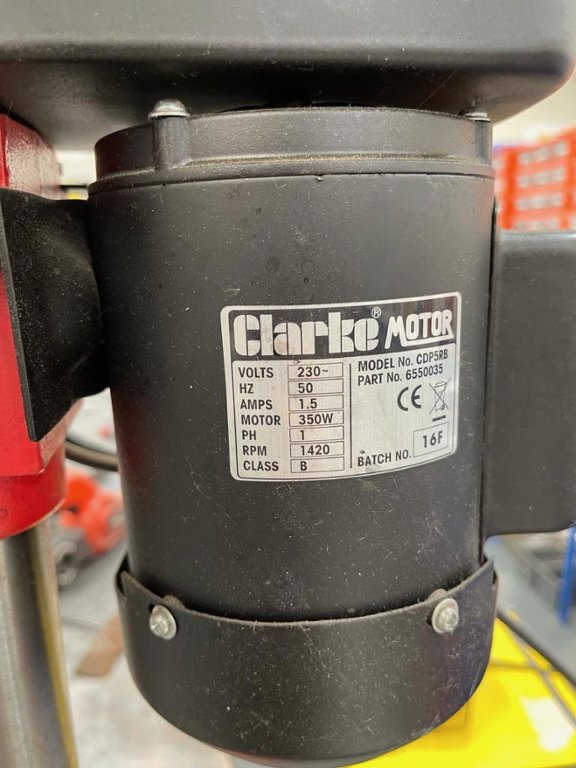 Clarke® MOTOR
VOLTS 230~
HZ 50
AMPS 1.5
MOTOR 350W
PH 1
RPM 1420
CLASS B
MODEL No. CDP5RB
PART No. 6550035
CE
BATCH NO. 16F